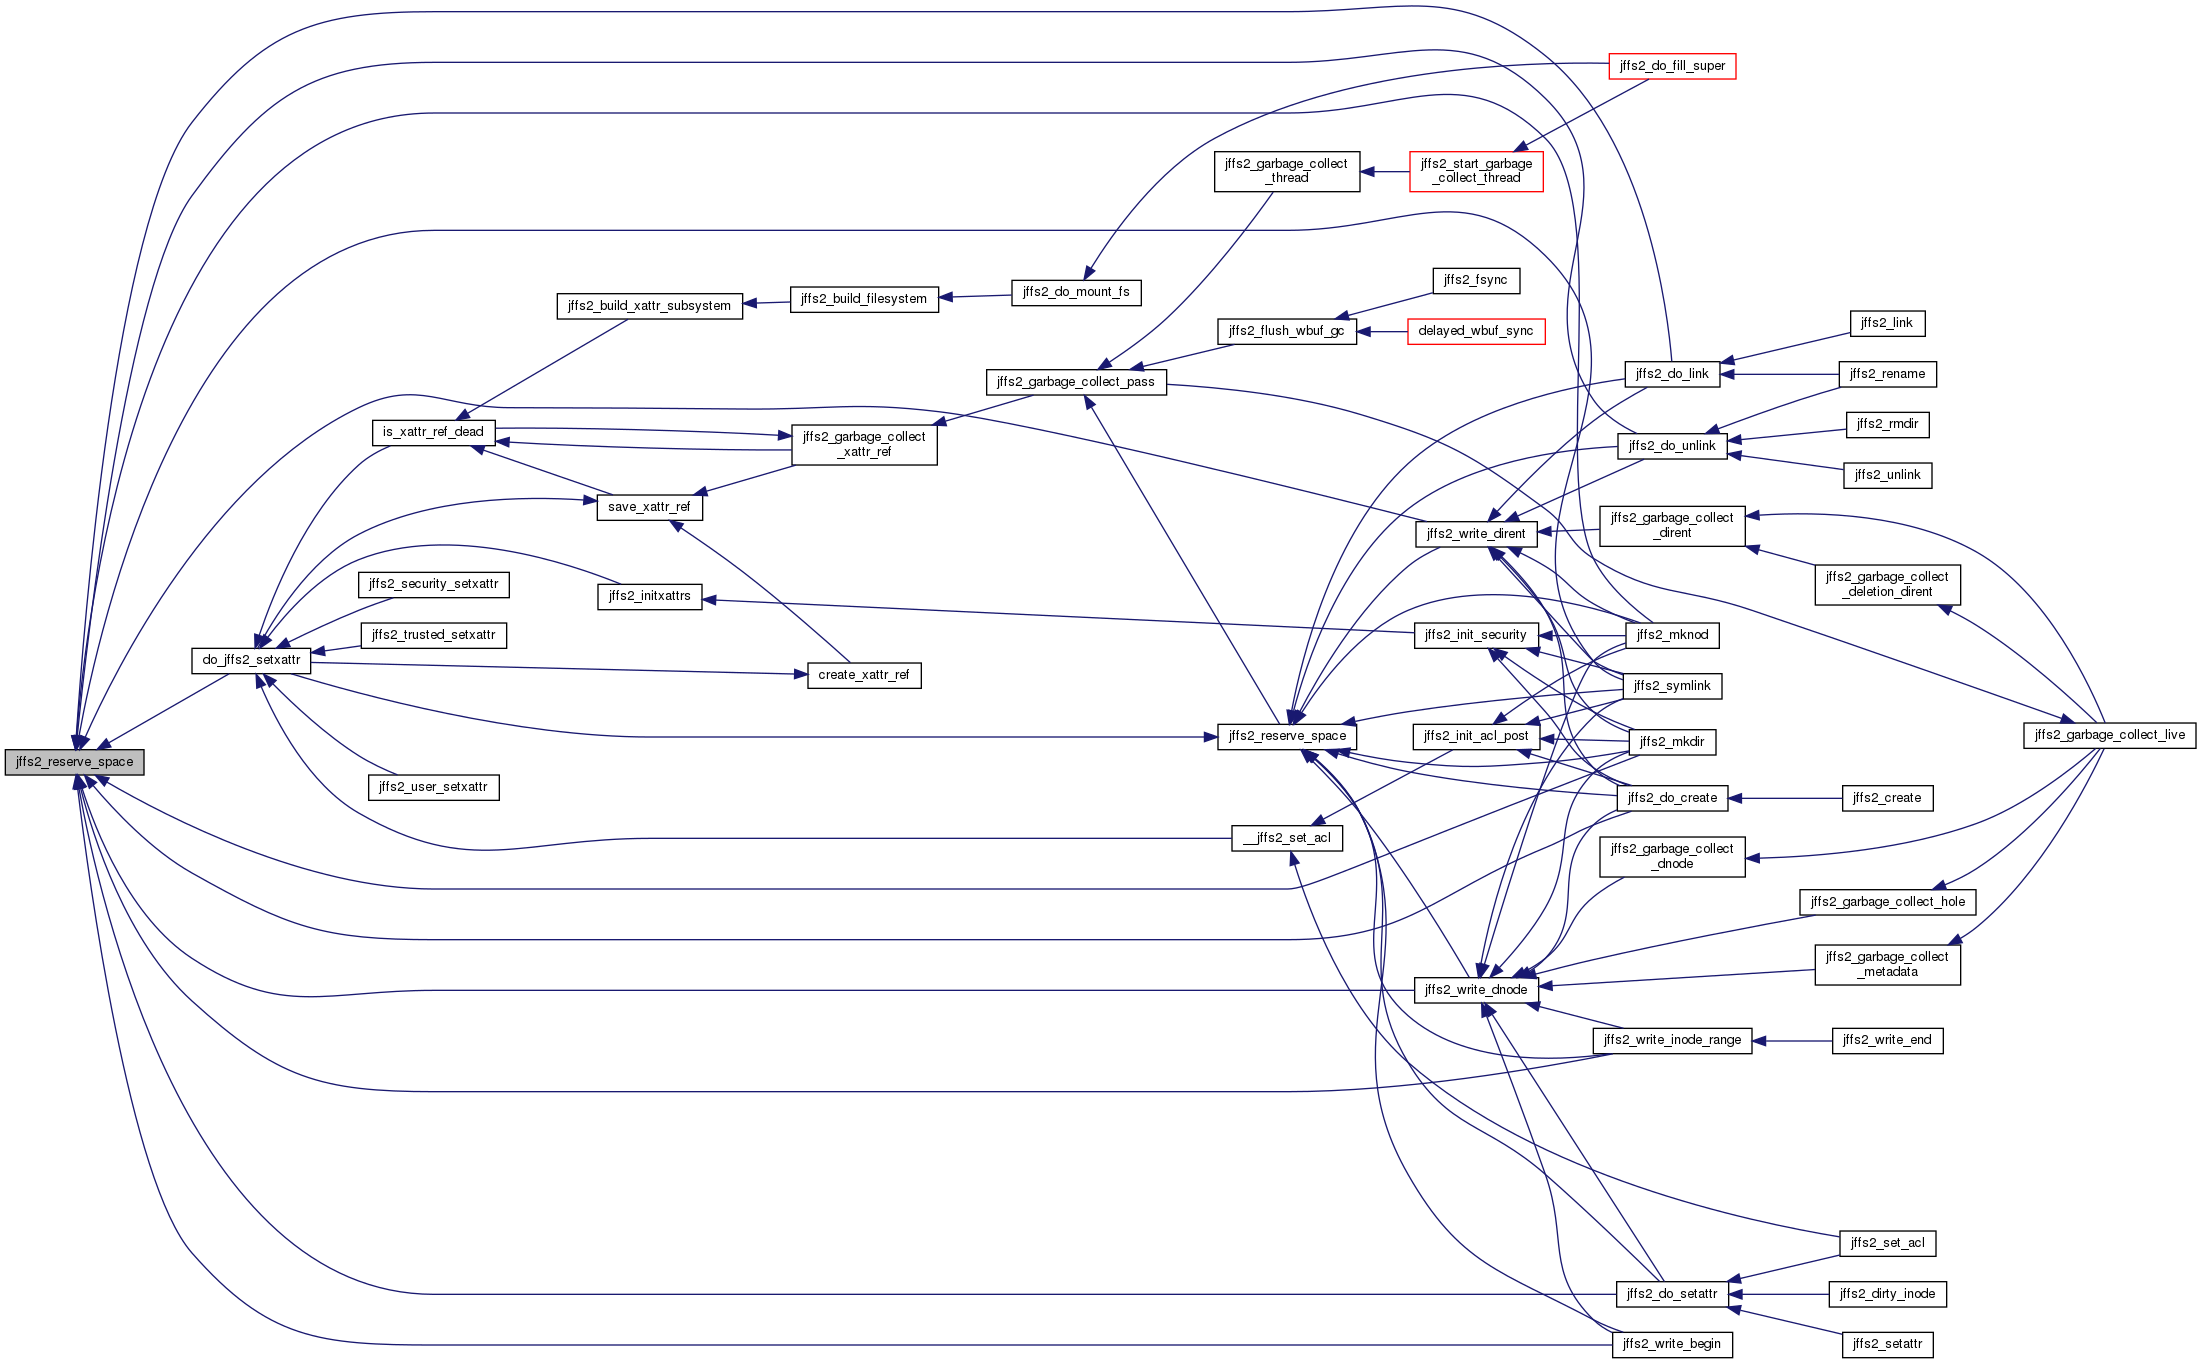 jffs2_reserve_space
do_jffs2_setxattr
is_xattr_ref_dead
jffs2_security_setxattr
jffs2_trusted_setxattr
jffs2_user_setxattr
jffs2_build_xattr_subsystem
save_xattr_ref
jffs2_initxattrs
jffs2_build_filesystem
jffs2_garbage_collect
_xattr_ref
create_xattr_ref
jffs2_do_mount_fs
jffs2_garbage_collect_pass
jffs2_garbage_collect
_thread
jffs2_flush_wbuf_gc
jffs2_reserve_space
__jffs2_set_acl
jffs2_start_garbage
_collect_thread
jffs2_fsync
delayed_wbuf_sync
jffs2_write_dirent
jffs2_init_security
jffs2_init_acl_post
jffs2_write_dnode
jffs2_do_fill_super
jffs2_do_link
jffs2_do_unlink
jffs2_garbage_collect
_dirent
jffs2_mknod
jffs2_symlink
jffs2_mkdir
jffs2_do_create
jffs2_garbage_collect
_dnode
jffs2_write_inode_range
jffs2_do_setattr
jffs2_write_begin
jffs2_link
jffs2_rename
jffs2_rmdir
jffs2_unlink
jffs2_garbage_collect
_deletion_dirent
jffs2_create
jffs2_garbage_collect_hole
jffs2_garbage_collect
_metadata
jffs2_write_end
jffs2_set_acl
jffs2_dirty_inode
jffs2_setattr
jffs2_garbage_collect_live